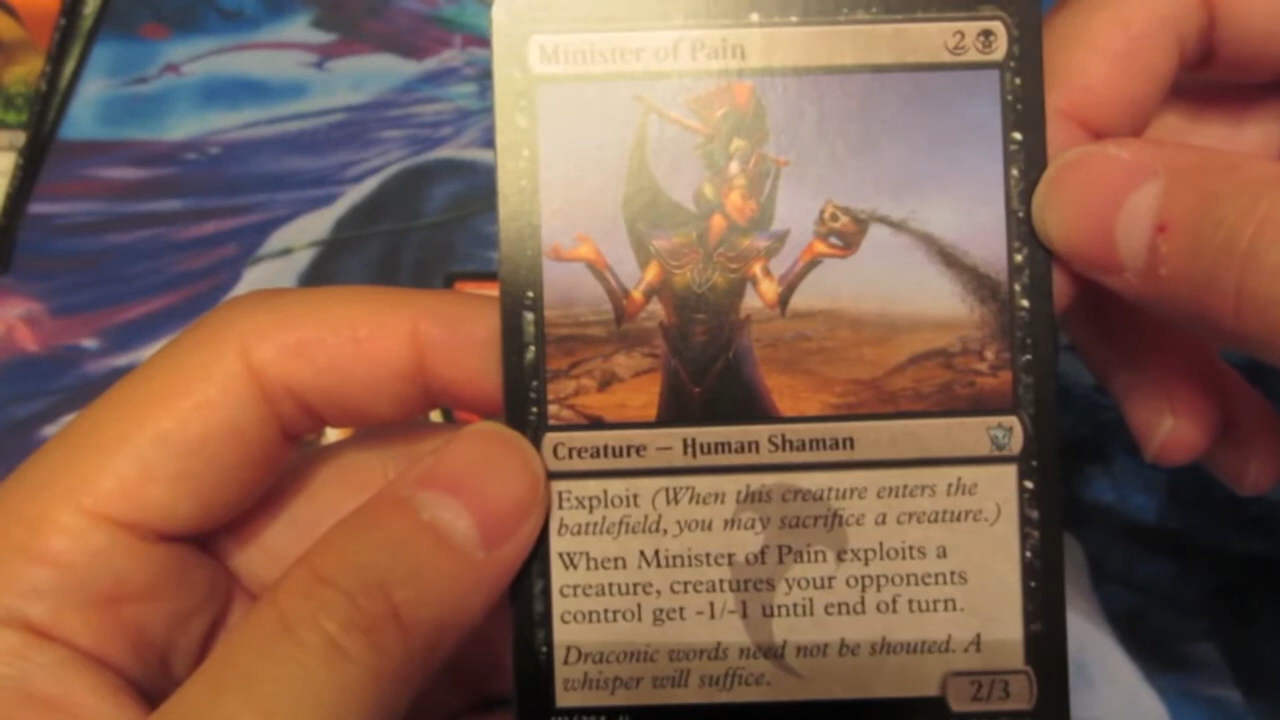 Minister of Pain 2
Creature — Human Shaman
Exploit (When this creature enters the
battlefield, you may sacrifice a creature.)
When Minister of Pain exploits a
creature, creatures your opponents
control get -1/-1 until end of turn.
Draconic words need not be shouted. A
whisper will suffice.
2/3